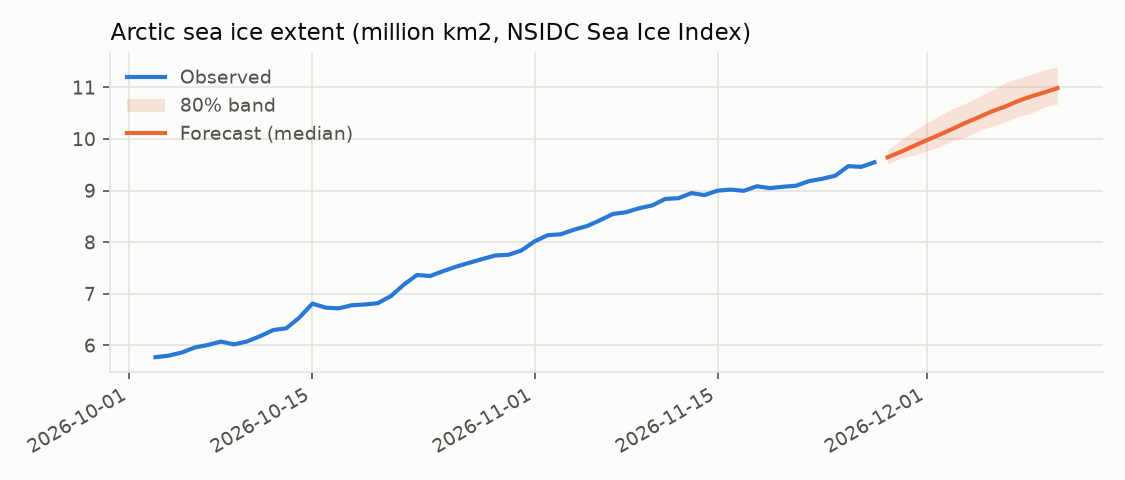 Arctic sea ice extent (million km2, NSIDC Sea Ice Index)
Observed
80% band
Forecast (median)
11
10
9
8
7
6
2026-10-01
2026-10-15
2026-11-01
2026-11-15
2026-12-01